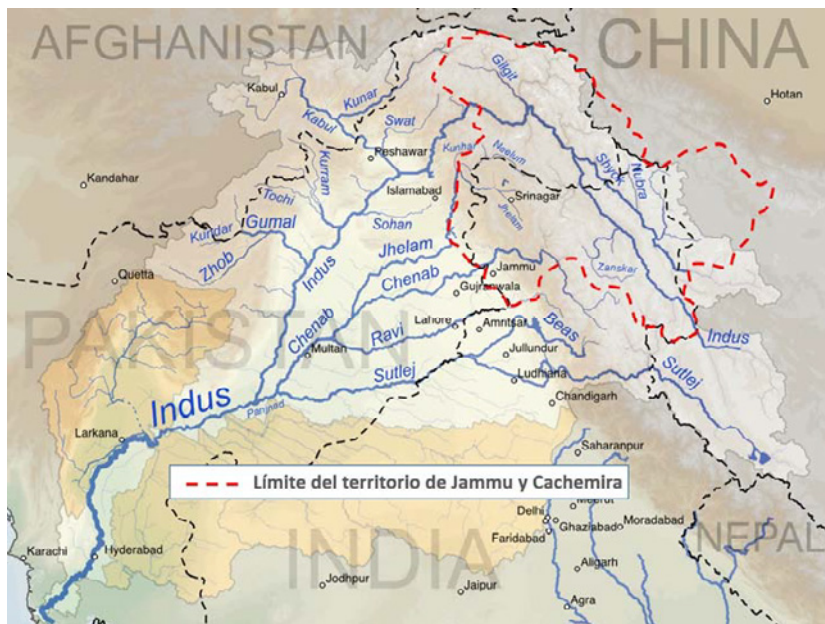 AFGHANISTAN
CHINA
Gilgit
Hotan
Kabul
Kunar
Kabul
Swat
Peshawar
Kunhar
Neelum
Shyok
Nubra
Kandahar
Kurram
Islamabad
Srinagar
Tochi
Kundar
Gumal
Sohan
Jhelam
Jhelam
Zhob
Indus
Chenab
Jammu
Zanskar
Quetta
Gujranwala
PAKISTAN
Chenab
Ravi
Lahore
Amritsar
Beas
Indus
Multan
Jullundur
Sutlej
Sutlej
Ludhiana
Indus
Panjnad
Chandigarh
Larkana
Saharanpur
Límite del territorio de Jammu y Cachemira
Meerut
Delhi
Ghaziabad
Moradabad
NEPAL
Faridabad
Karachi
Hyderabad
INDIA
Aligarh
Jodhpur
Jaipur
Agra